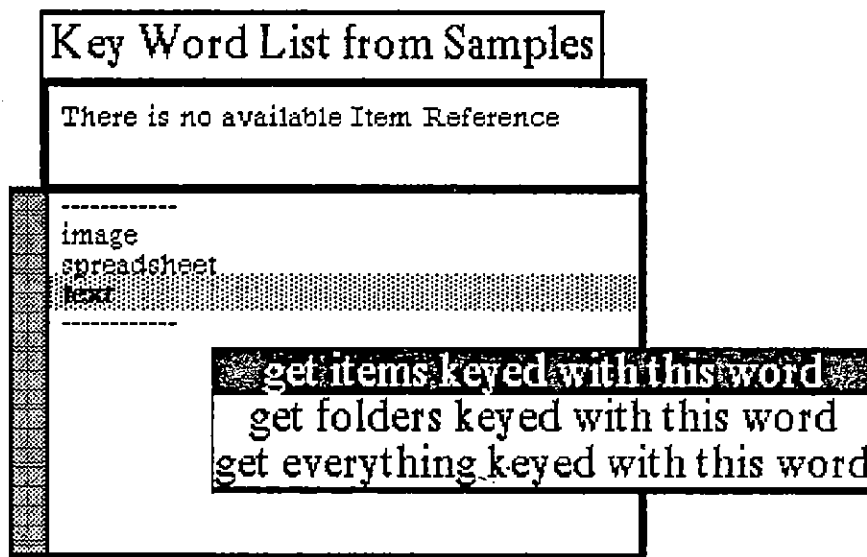 Key Word List from Samples
There is no available Item Reference
------------
image
spreadsheet
text
------------
get items keyed with this word
get folders keyed with this word
get everything keyed with this word